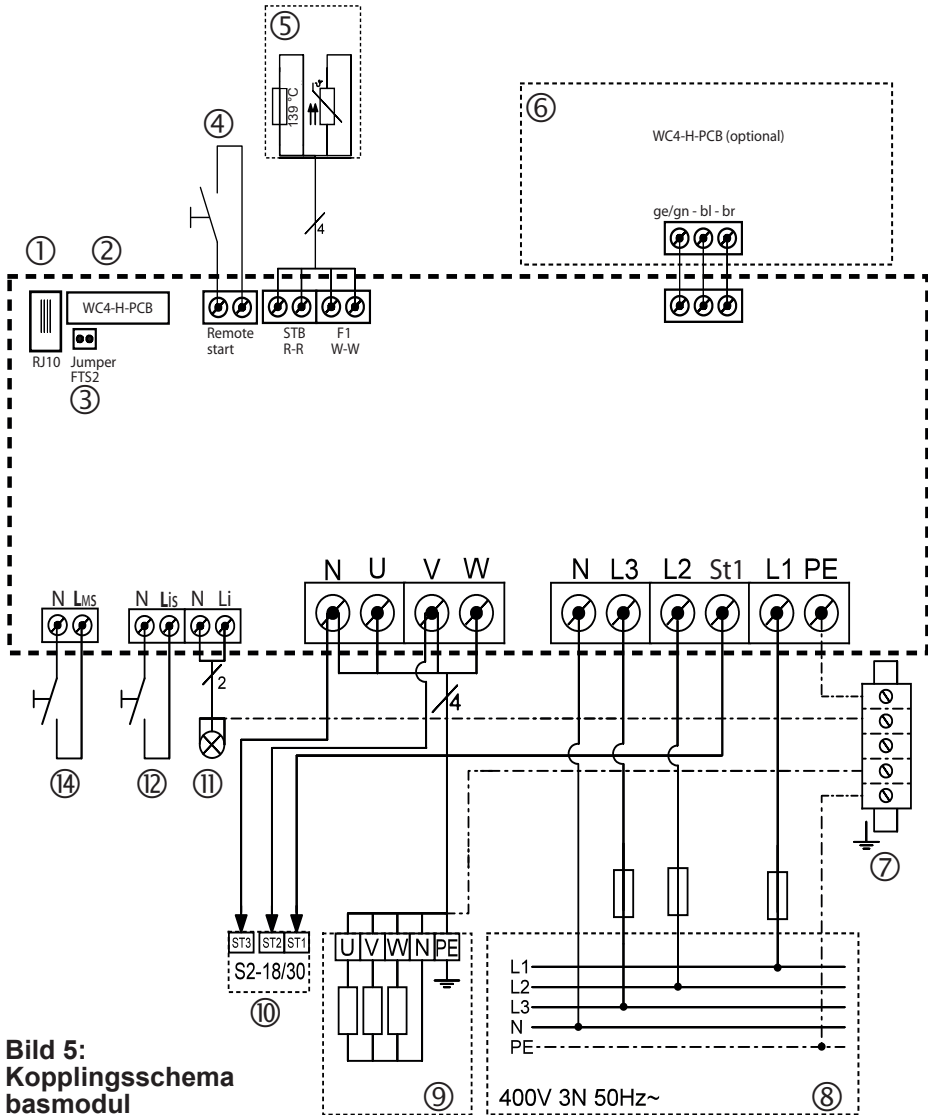 ⑤
139 °C
④
4
⑥
WC4-H-PCB (optional)
ge/gn - bl - br
① ②
WC4-H-PCB
RJ10 Jumper
FTS2
③
Remote
start
STB
R-R
F1
W-W
N U V W
N L3 L2 St1 L1 PE
N LMS
N Lis N Li
2
4
⑭ ⑫ ⑪
⑦
ST3 ST2 ST1
S2-18/30
⑩
U V W N PE
⑨
L1
L2
L3
N
PE
400V 3N 50Hz~ ⑧
Bild 5:
Kopplingsschema
basmodul